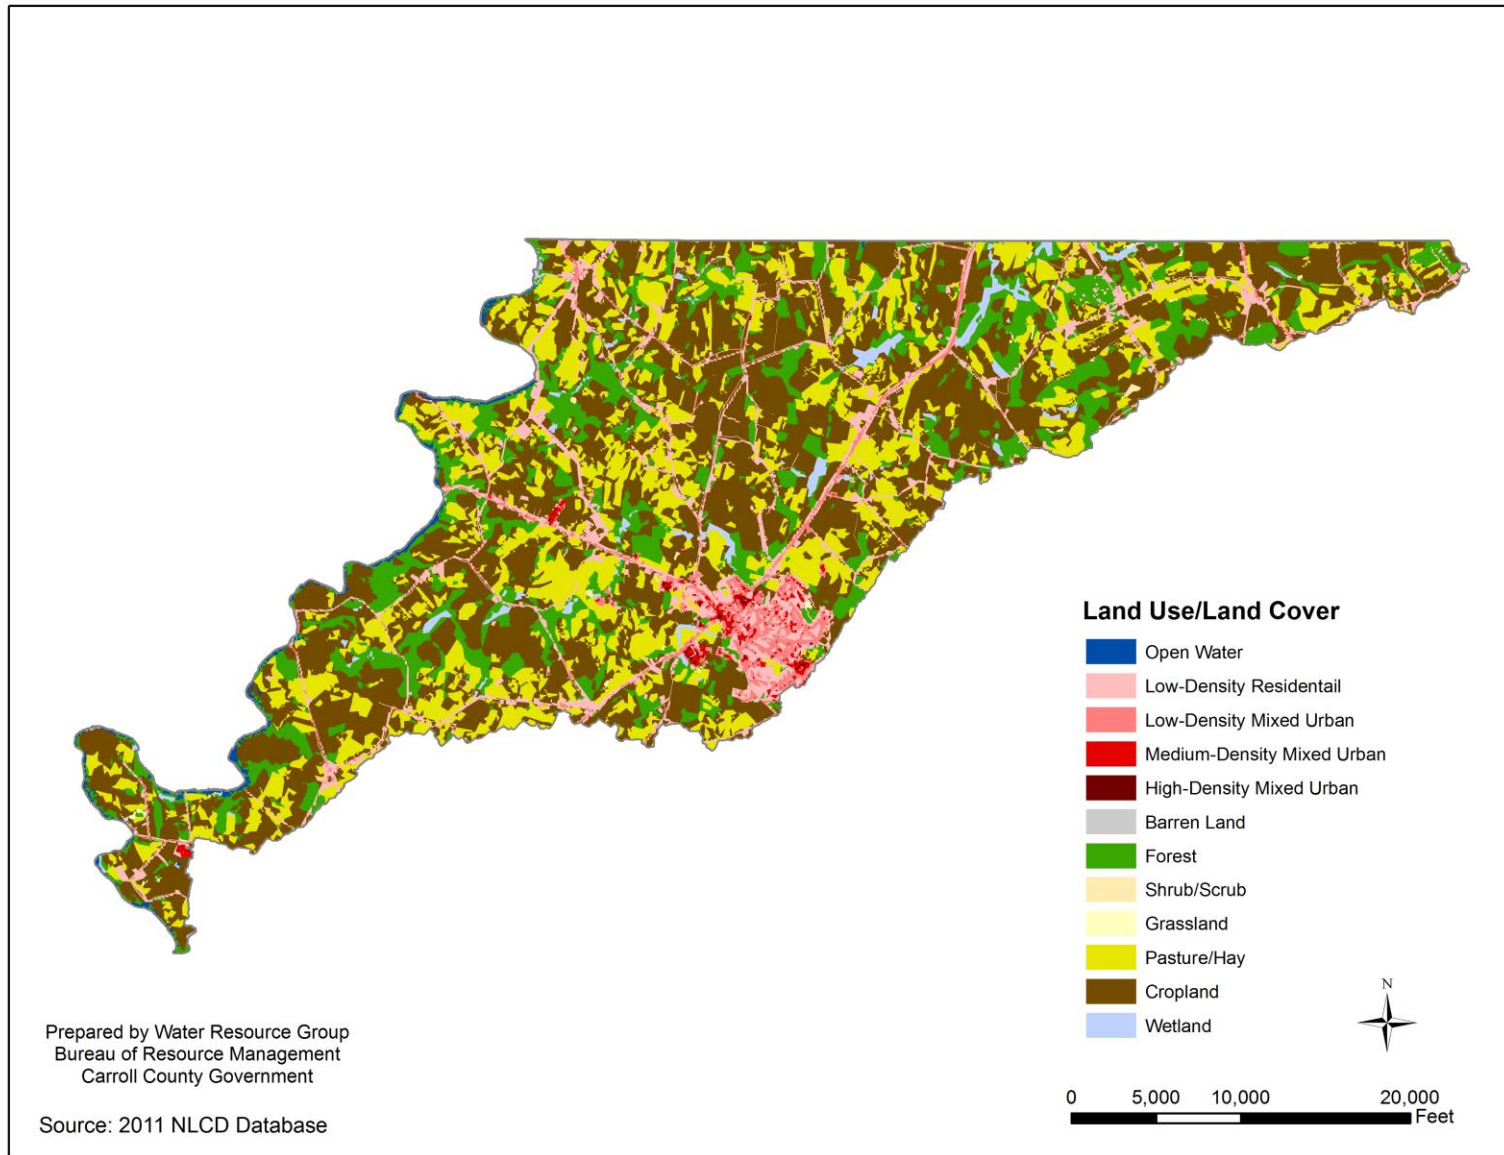 Land Use/Land Cover
Open Water
Low-Density Residentail
Low-Density Mixed Urban
Medium-Density Mixed Urban
High-Density Mixed Urban
Barren Land
Forest
Shrub/Scrub
Grassland
Pasture/Hay
Cropland
Wetland
N
Prepared by Water Resource Group
Bureau of Resource Management
Carroll County Government
Source: 2011 NLCD Database
0 5,000 10,000 20,000
Feet